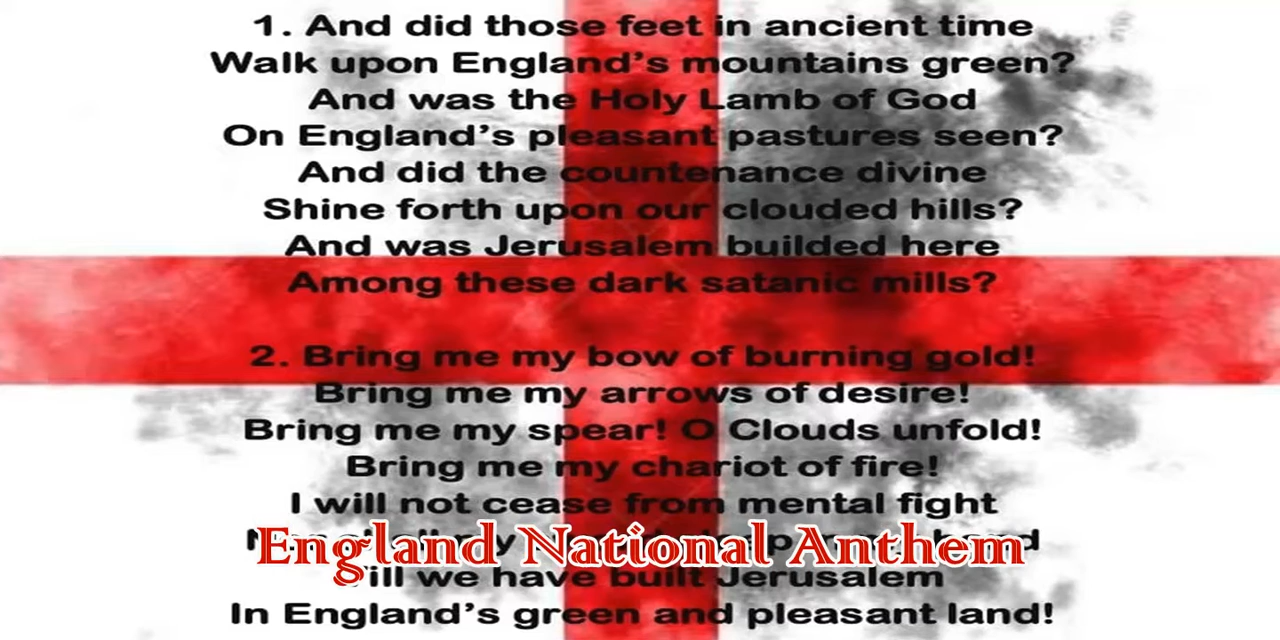 1. And did those feet in ancient time
Walk upon England's mountains green?
And was the Holy Lamb of God
On England's pleasant pastures seen?
And did the countenance divine
Shine forth upon our clouded hills?
And was Jerusalem builded here
Among these dark satanic mills?
2. Bring me my bow of burning gold!
Bring me my arrows of desire!
Bring me my spear! O Clouds unfold!
Bring me my chariot of fire!
I will not cease from mental fight
England National Anthem
Till we have built Jerusalem
In England's green and pleasant land!